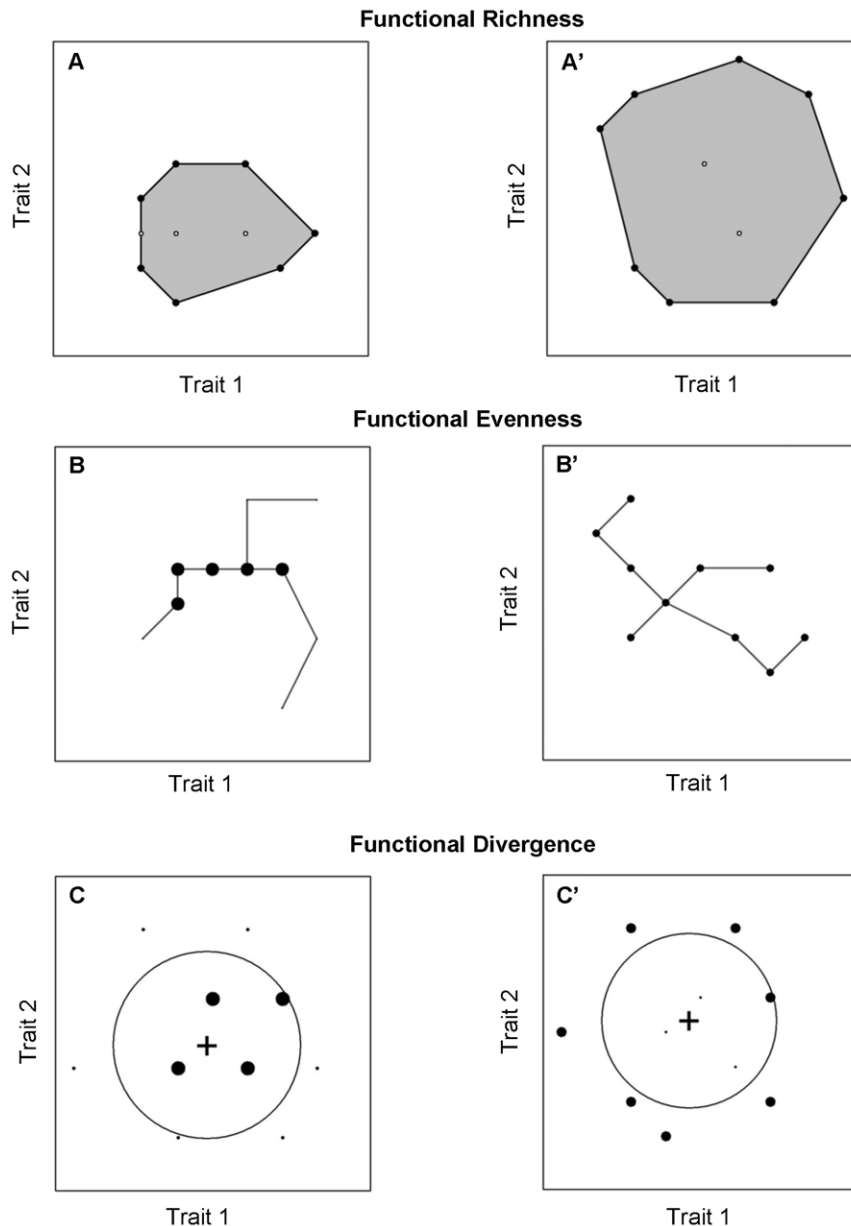 Functional Richness
A
A'
Trait 2
Trait 2
Trait 1
Trait 1
Functional Evenness
B
B'
Trait 2
Trait 2
Trait 1
Trait 1
Functional Divergence
C
C'
Trait 2
Trait 2
Trait 1
Trait 1